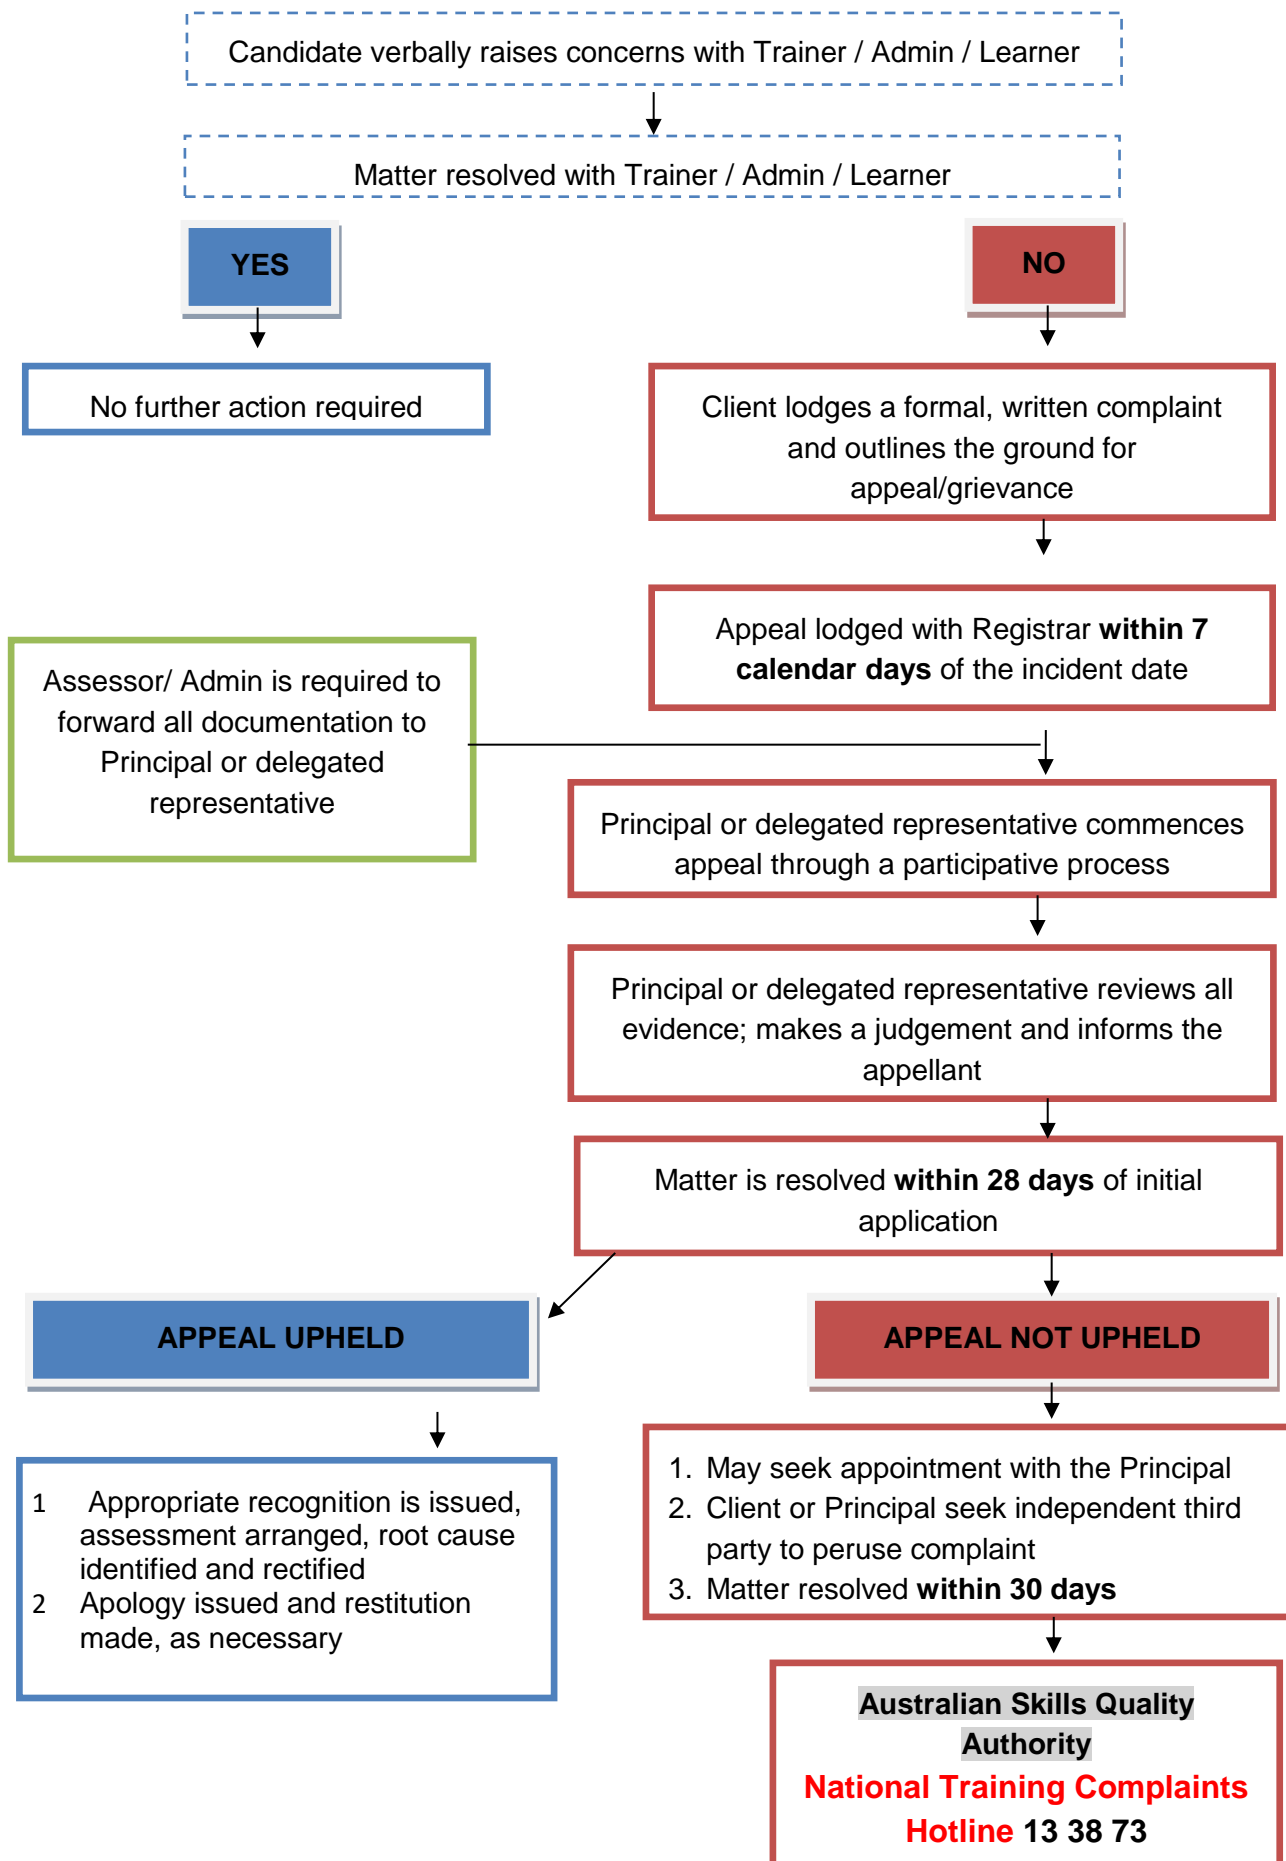 Candidate verbally raises concerns with Trainer / Admin / Learner
Matter resolved with Trainer / Admin / Learner
YES
NO
No further action required
Client lodges a formal, written complaint
and outlines the ground for
appeal/grievance
Appeal lodged with Registrar within 7
calendar days of the incident date
Assessor/ Admin is required to
forward all documentation to
Principal or delegated
representative
Principal or delegated representative commences
appeal through a participative process
Principal or delegated representative reviews all
evidence; makes a judgement and informs the
appellant
Matter is resolved within 28 days of initial
application
APPEAL UPHELD
APPEAL NOT UPHELD
1 Appropriate recognition is issued,
assessment arranged, root cause
identified and rectified
2 Apology issued and restitution
made, as necessary
1. May seek appointment with the Principal
2. Client or Principal seek independent third
party to peruse complaint
3. Matter resolved within 30 days
Australian Skills Quality
Authority
National Training Complaints
Hotline 13 38 73